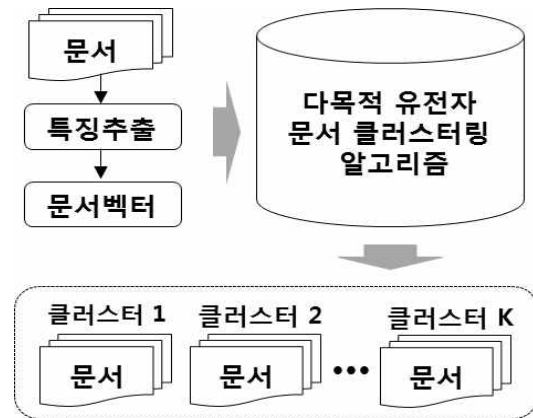 문서
특징추출
문서벡터
다목적 유전자
문서 클러스터링
알고리즘
클러스터 1
클러스터 2
클러스터 K
문서
문서
•••
문서